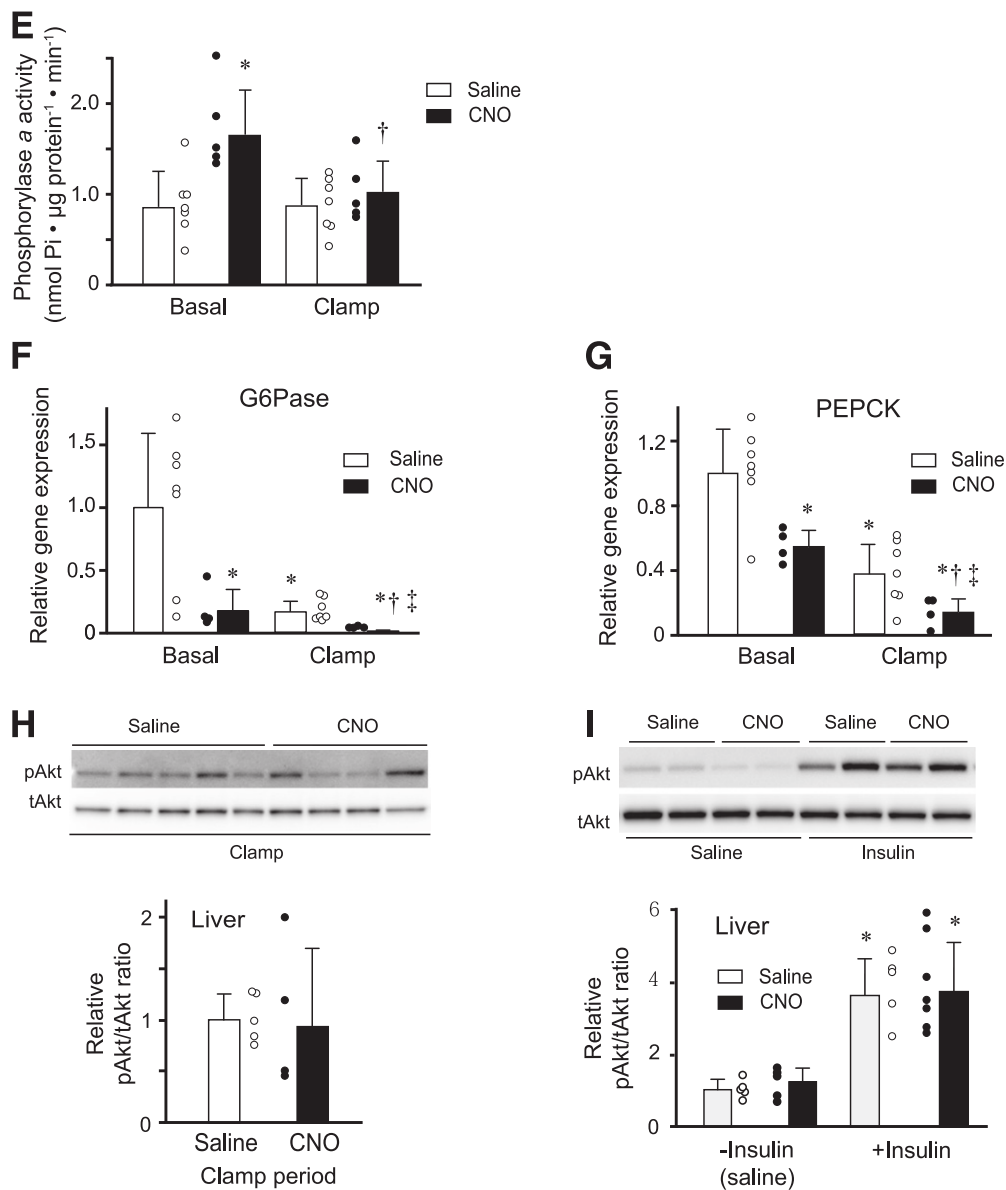 E
Phosphorylase a activity
(nmol Pi • µg protein⁻¹ • min⁻¹)
2.0
1.0
0
*
†
Saline
CNO
Basal
Clamp
F
G6Pase
Relative gene expression
1.5
1.0
0.5
0
*
*
*† ‡
Saline
CNO
Basal
Clamp
G
PEPCK
Relative gene expression
1.2
0.8
0.4
0
*
*
*† ‡
Saline
CNO
Basal
Clamp
H
Saline
CNO
pAkt
tAkt
Clamp
Liver
Relative
pAkt/tAkt ratio
2
1
0
Saline
CNO
Clamp period
I
Saline
CNO
Saline
CNO
pAkt
tAkt
Saline
Insulin
Liver
Relative
pAkt/tAkt ratio
6
4
2
0
Saline
CNO
*
*
-Insulin
(saline)
+Insulin